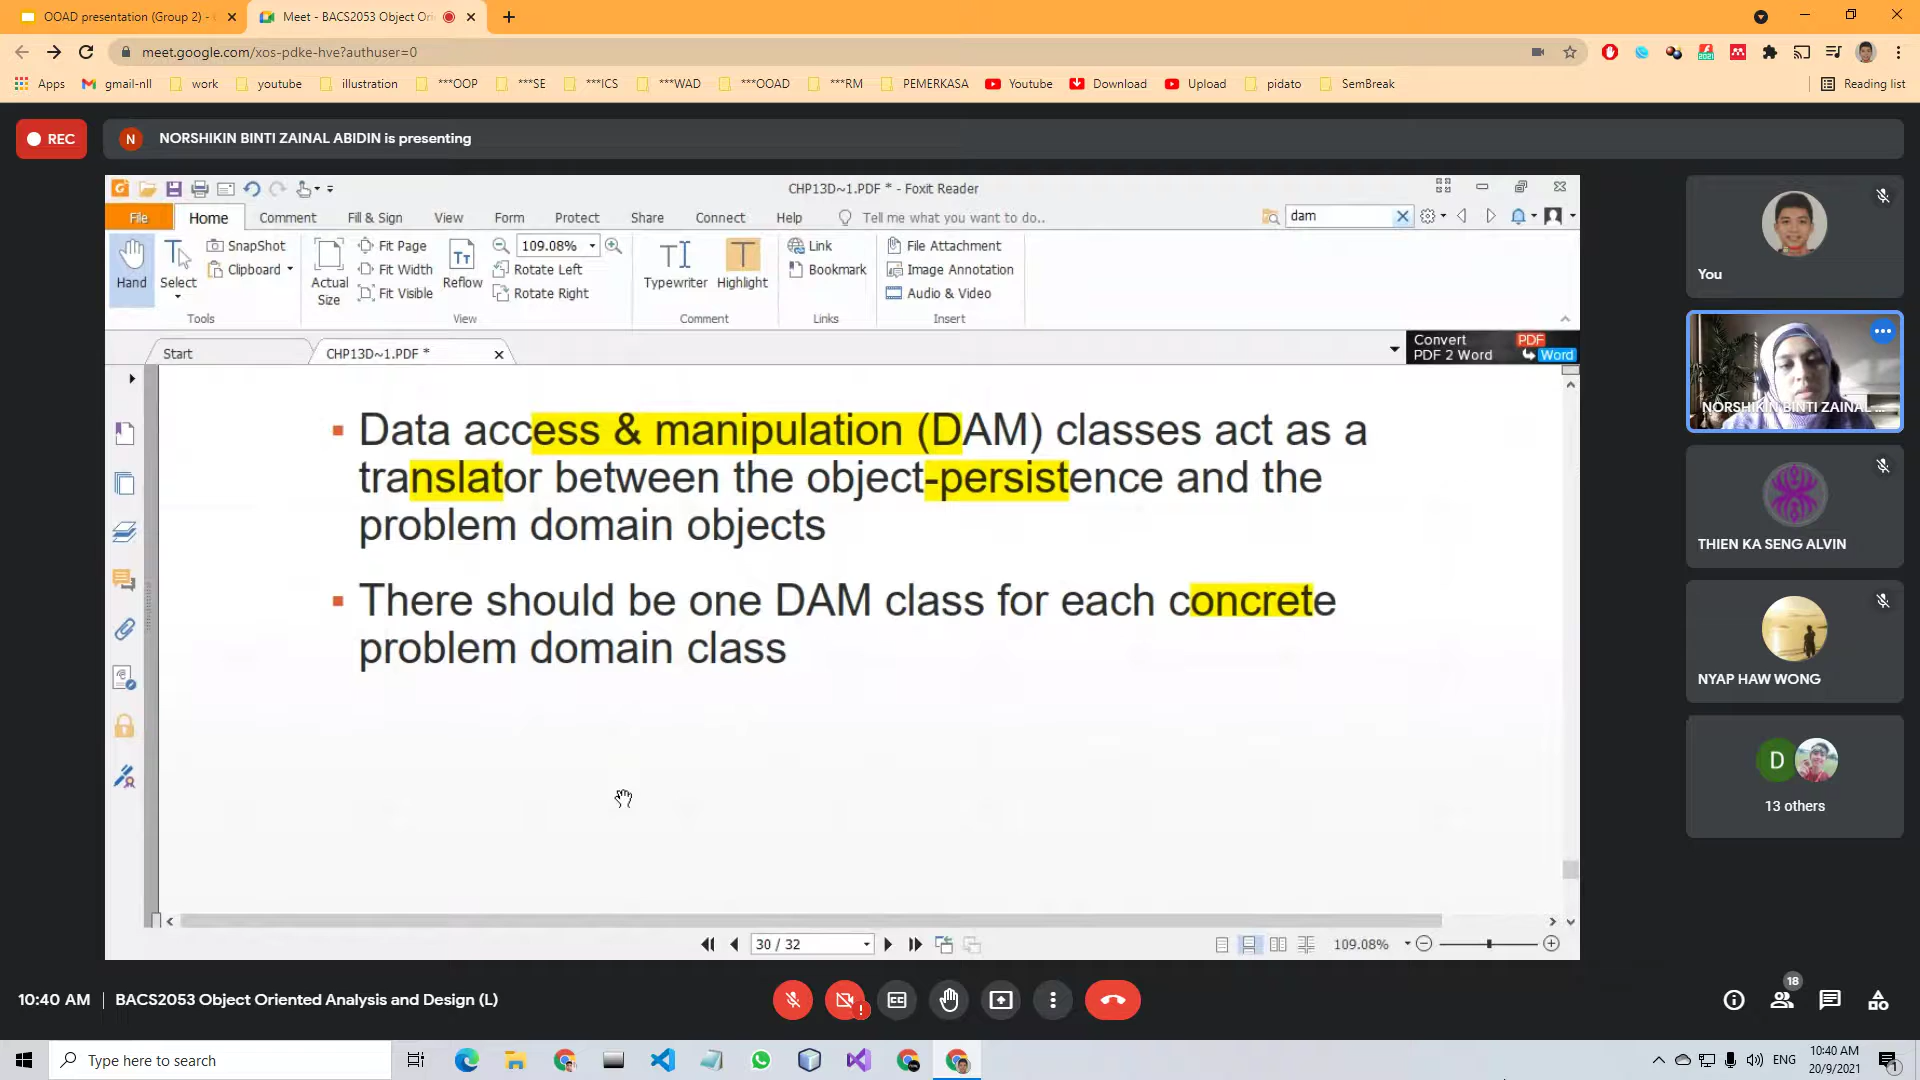 OOAD presentation (Group 2) -
Meet - BACS2053 Object Ori
meet.google.com/xos-pdke-hve?authuser=0
Apps
gmail-nll
work
youtube
illustration
***OOP
***SE
***ICS
***WAD
***OOAD
***RM
PEMERKASA
Youtube
Download
Upload
pidato
SemBreak
Reading list
REC
N
NORSHIKIN BINTI ZAINAL ABIDIN is presenting
CHP13D~1.PDF * - Foxit Reader
File
Home
Comment
Fill & Sign
View
Form
Protect
Share
Connect
Help
Tell me what you want to do..
dam
Hand
Select
SnapShot
Clipboard
Tools
Actual
Size
Fit Page
Fit Width
Fit Visible
Reflow
109.08%
Rotate Left
Rotate Right
View
Typewriter
Highlight
Comment
Link
Bookmark
Links
File Attachment
Image Annotation
Audio & Video
Insert
Start
CHP13D~1.PDF *
Convert
PDF 2 Word
PDF
Word
Data access & manipulation (DAM) classes act as a
translator between the object-persistence and the
problem domain objects
There should be one DAM class for each concrete
problem domain class
30 / 32
109.08%
You
NORSHIKIN BINTI ZAINAL ...
THIEN KA SENG ALVIN
NYAP HAW WONG
D
13 others
10:40 AM
BACS2053 Object Oriented Analysis and Design (L)
18
Type here to search
ENG
10:40 AM
20/9/2021
1